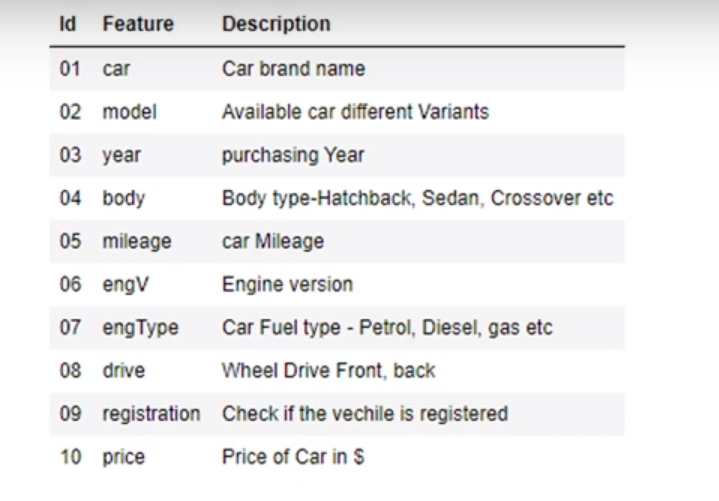 Id Feature Description
01 car Car brand name
02 model Available car different Variants
03 year purchasing Year
04 body Body type-Hatchback, Sedan, Crossover etc
05 mileage car Mileage
06 engV Engine version
07 engType Car Fuel type - Petrol, Diesel, gas etc
08 drive Wheel Drive Front, back
09 registration Check if the vechile is registered
10 price Price of Car in $